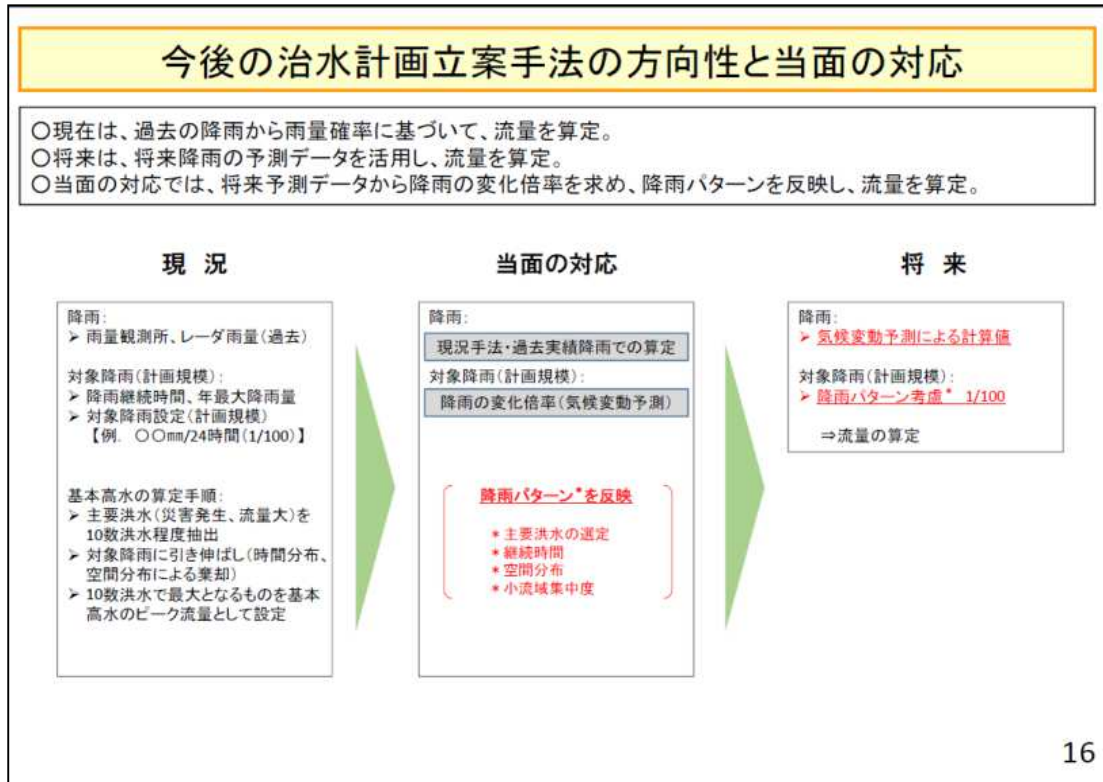 今後の治水計画立案手法の方向性と当面の対応
○現在は、過去の降雨から雨量確率に基づいて、流量を算定。
○将来は、将来降雨の予測データを活用し、流量を算定。
○当面の対応では、将来予測データから降雨の変化倍率を求め、降雨パターンを反映し、流量を算定。
現 況
降雨:
➢ 雨量観測所、レーダ雨量(過去)
対象降雨(計画規模):
➢ 降雨継続時間、年最大降雨量
➢ 対象降雨設定(計画規模)
【例. 〇〇㎜/24時間(1/100)】
基本高水の算定手順:
➢ 主要洪水(災害発生、流量大)を
10数洪水程度抽出
➢ 対象降雨に引き伸ばし(時間分布、
空間分布による棄却)
➢ 10数洪水で最大となるものを基本
高水のピーク流量として設定
当面の対応
降雨:
現況手法・過去実績降雨での算定
対象降雨(計画規模):
降雨の変化倍率(気候変動予測)
降雨パターン*を反映
*主要洪水の選定
*継続時間
*空間分布
*小流域集中度
将 来
降雨:
➢ 気候変動予測による計算値
対象降雨(計画規模):
➢ 降雨パターン考慮* 1/100
⇒流量の算定
16